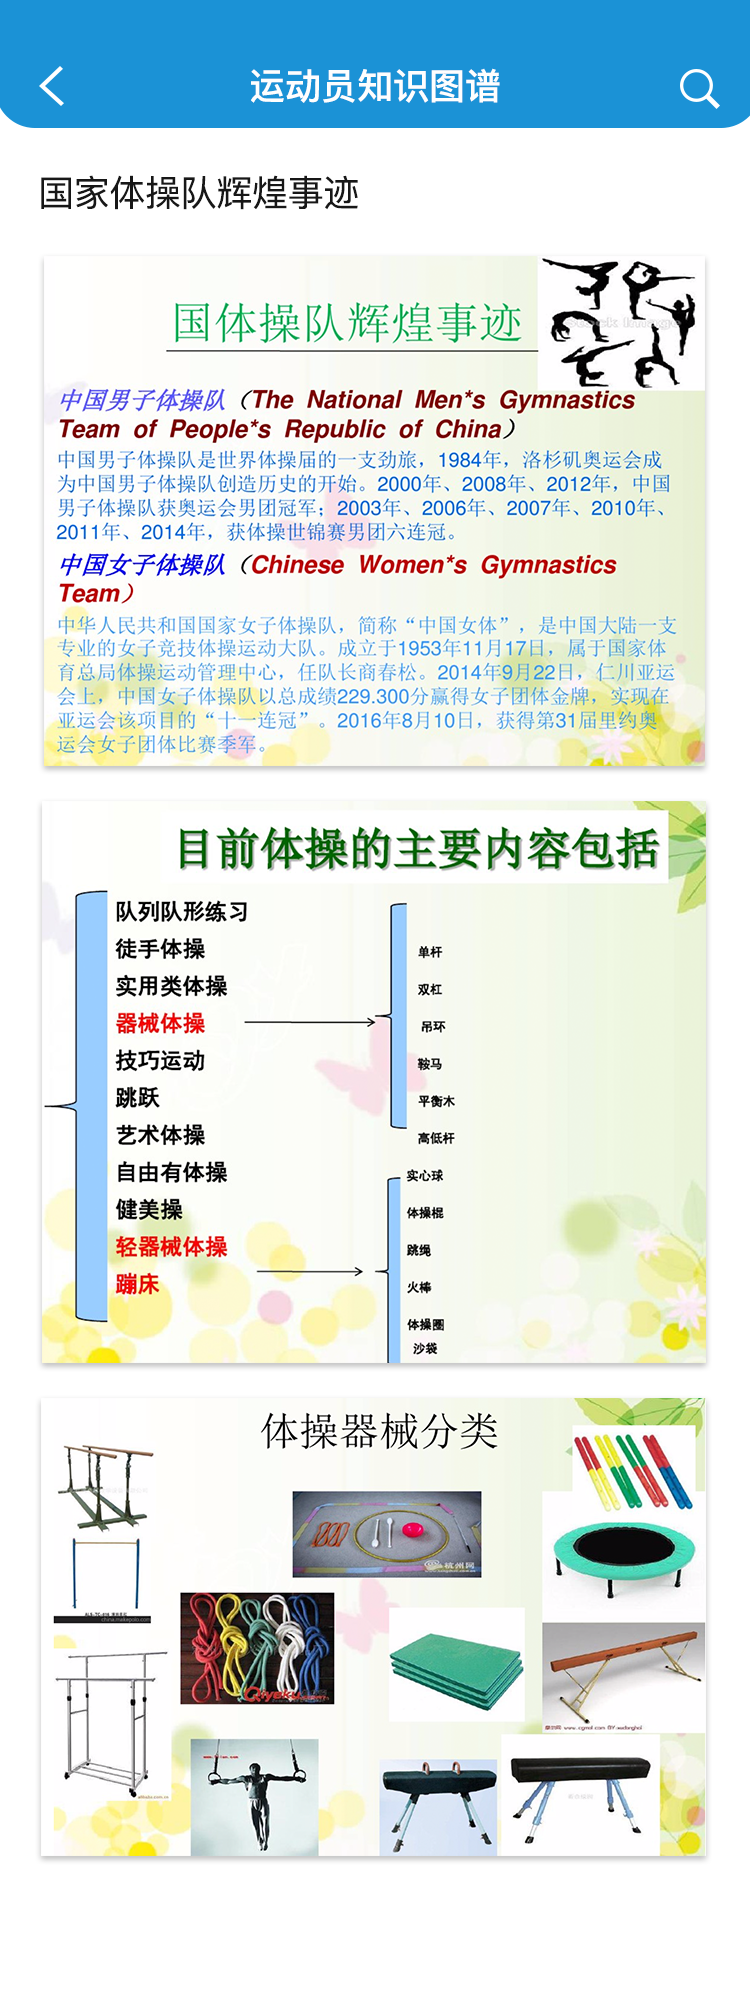 运动员知识图谱
国家体操队辉煌事迹
国体操队辉煌事迹
中国男子体操队（The National Men*s Gymnastics
Team of People*s Republic of China）
中国男子体操队是世界体操届的一支劲旅，1984年，洛杉矶奥运会成
为中国男子体操队创造历史的开始。2000年、2008年、2012年，中国
男子体操队获奥运会男团冠军；2003年、2006年、2007年、2010年、
2011年、2014年，获体操世锦赛男团六连冠。
中国女子体操队（Chinese Women*s Gymnastics
Team）
中华人民共和国国家女子体操队，简称“中国女体”，是中国大陆一支
专业的女子竞技体操运动大队。成立于1953年11月17日，属于国家体
育总局体操运动管理中心，任队长商春松。2014年9月22日，仁川亚运
会上，中国女子体操队以总成绩229.300分赢得女子团体金牌，实现在
亚运会该项目的“十一连冠”。2016年8月10日，获得第31届里约奥
运会女子团体比赛季军。
目前体操的主要内容包括
队列队形练习
徒手体操
实用类体操
器械体操
技巧运动
跳跃
艺术体操
自由有体操
健美操
轻器械体操
蹦床
单杆
双杠
吊环
鞍马
平衡木
高低杆
实心球
体操棍
跳绳
火棒
体操圈
沙袋
体操器械分类
杭州网